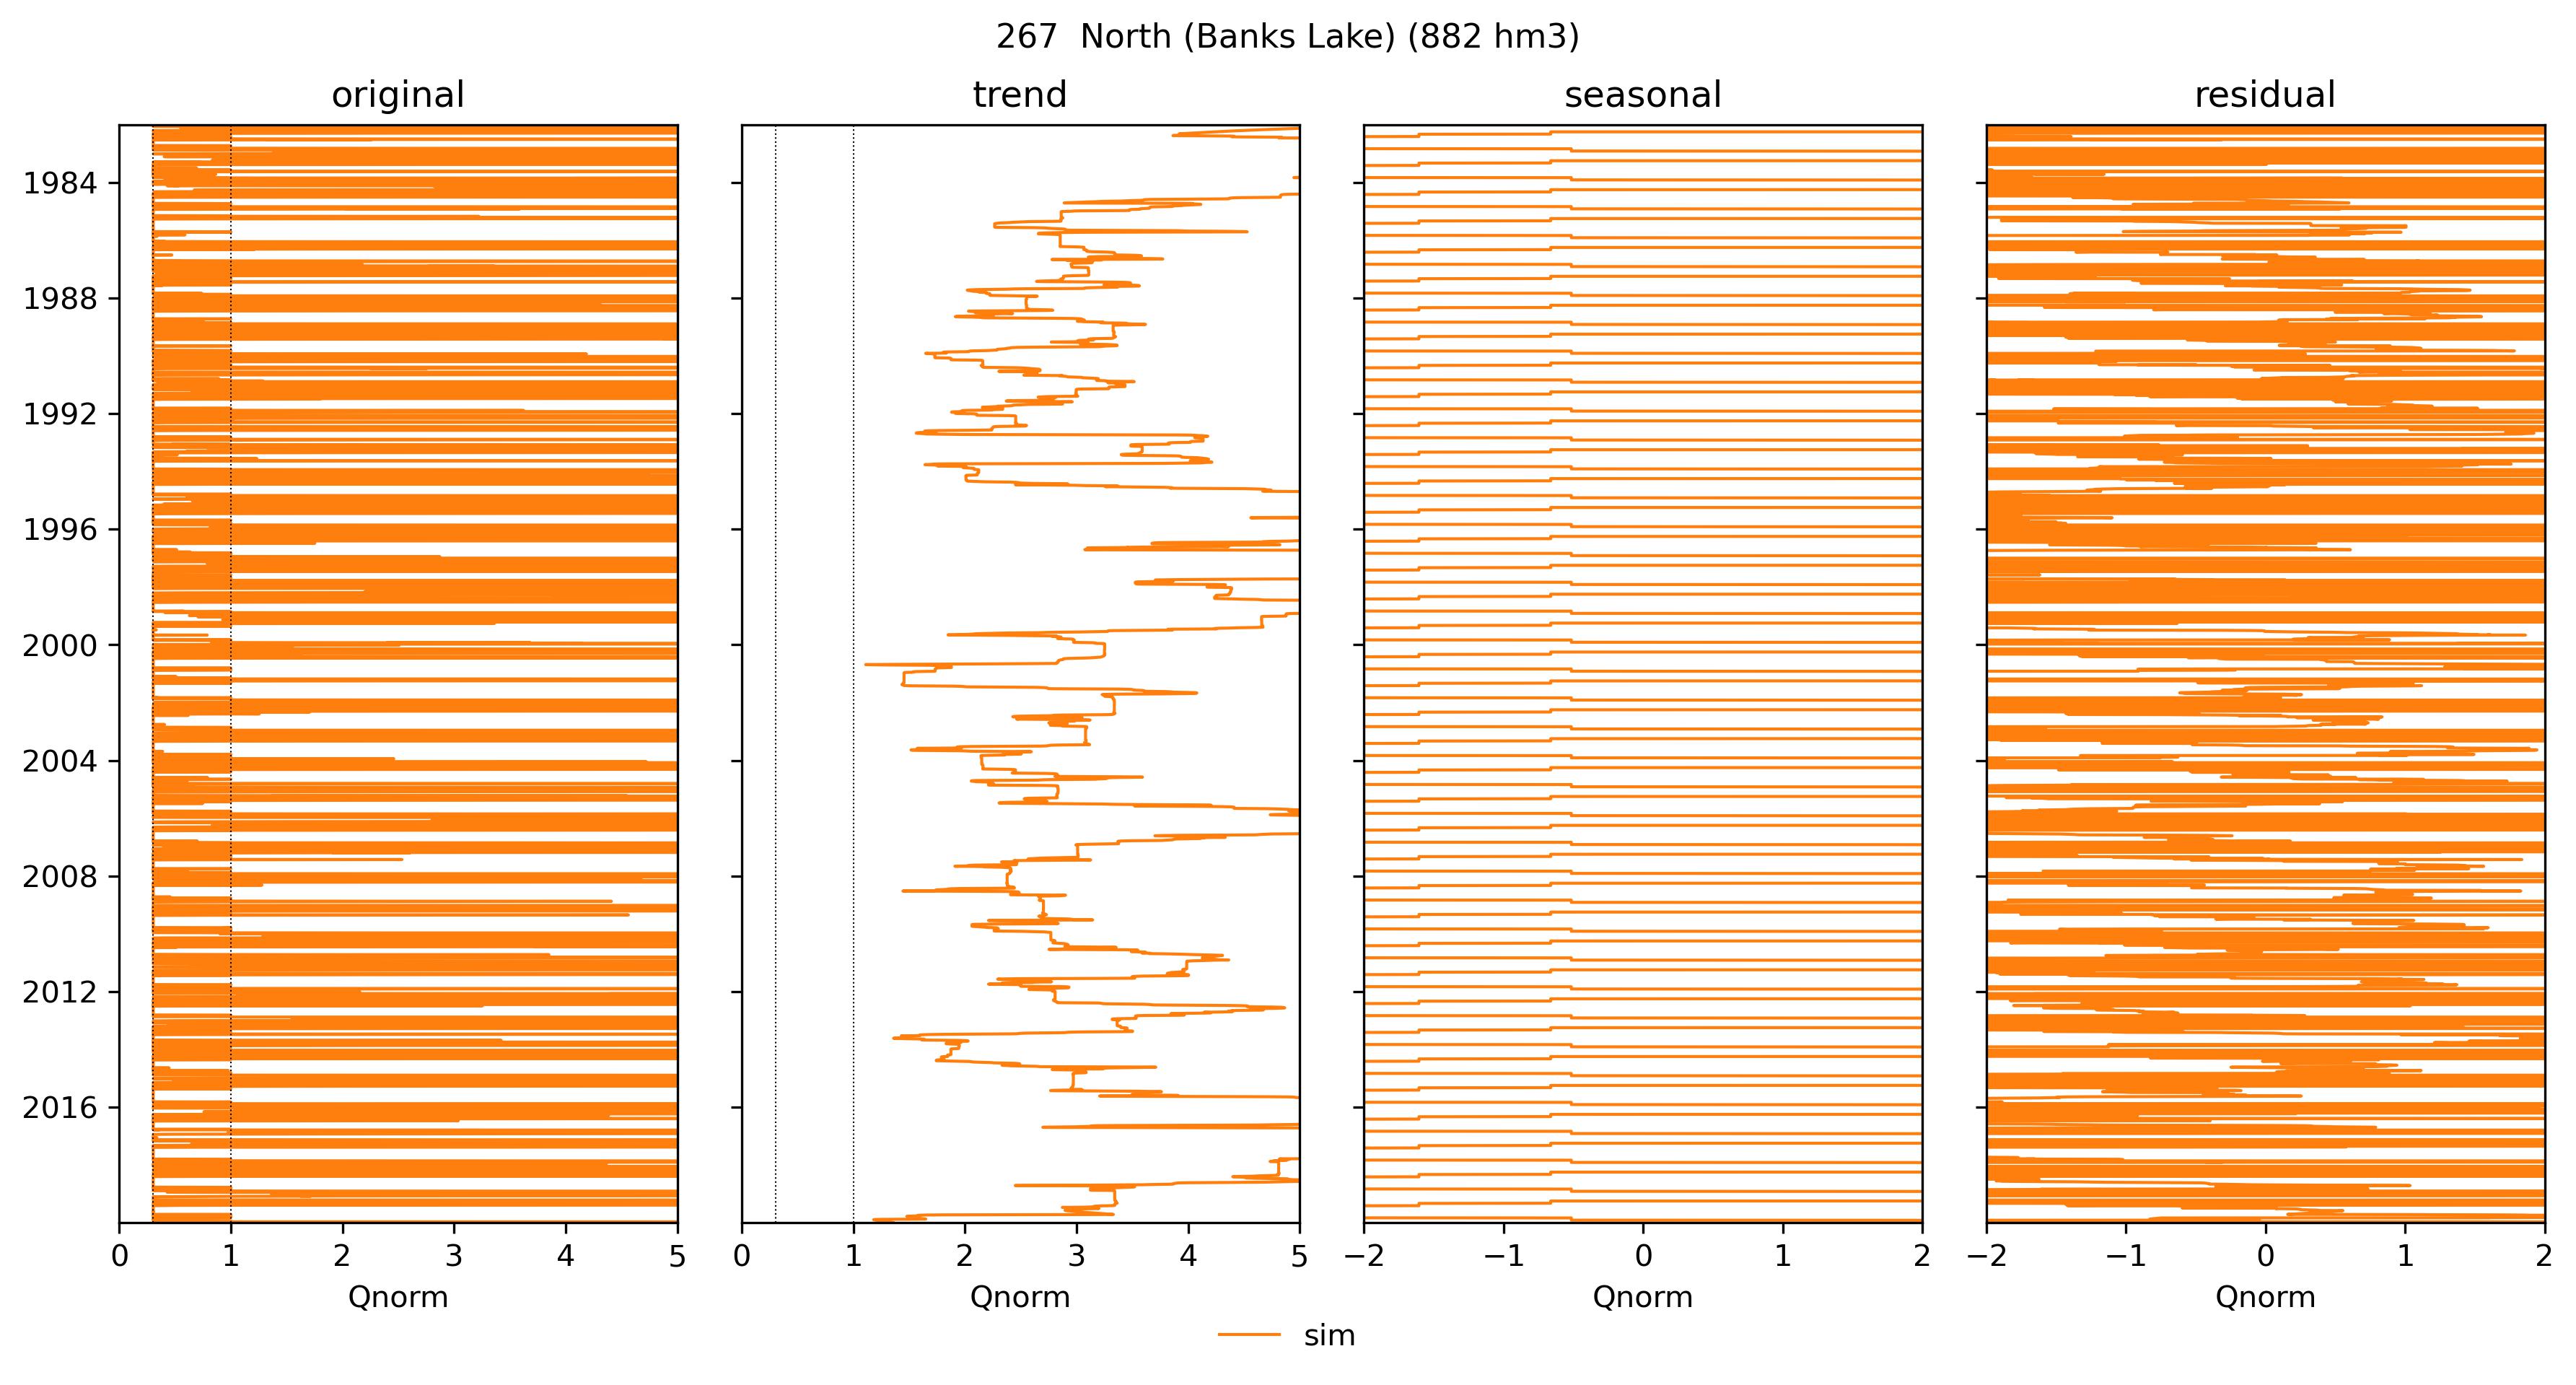 267  North (Banks Lake) (882 hm3)
original trend seasonal residual
1984
1988
1992
1996
2000
2004
2008
2012
2016
0 1 2 3 4 5 0 1 2 3 4 5 −2 −1 0 1 2 −2 −1 0 1 2
Qnorm Qnorm Qnorm Qnorm
sim